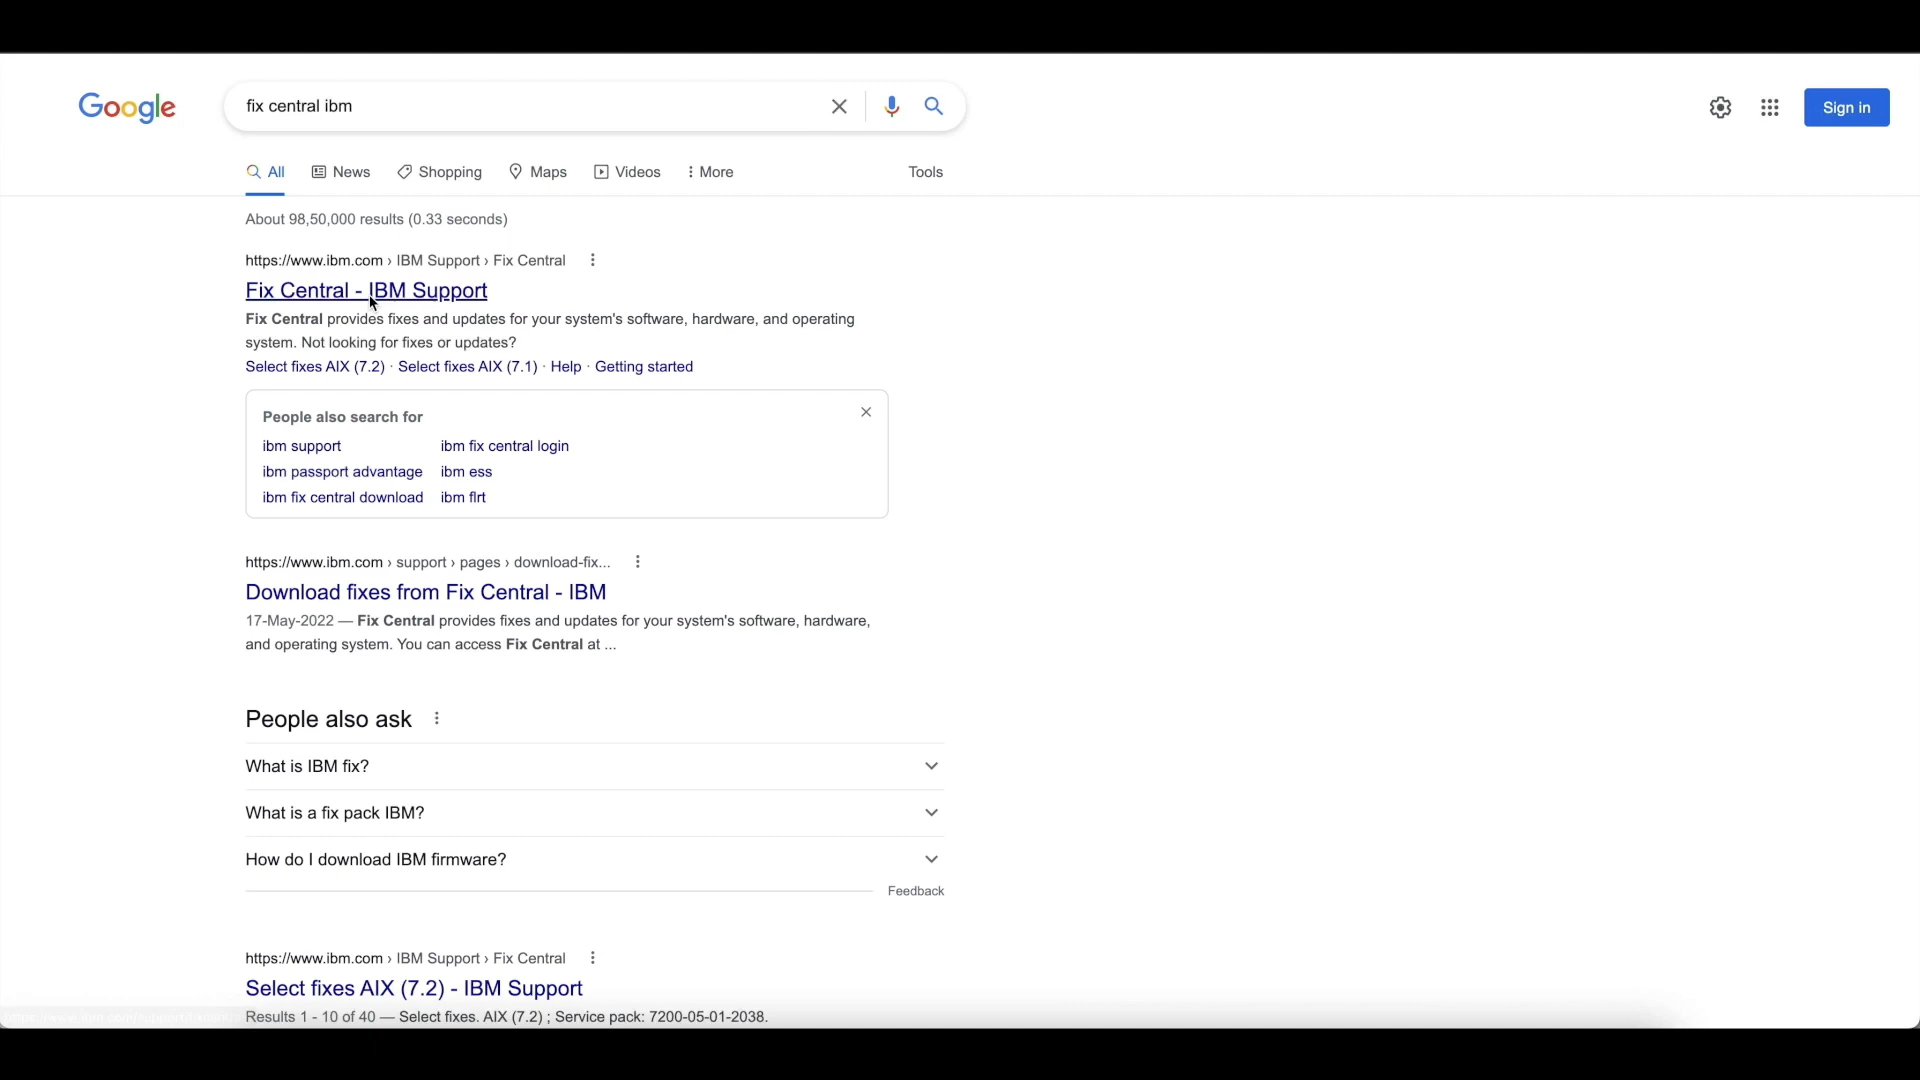 Google
fix central ibm
Sign in
All News Shopping Maps Videos More Tools
About 98,50,000 results (0.33 seconds)
https://www.ibm.com › IBM Support › Fix Central
Fix Central - IBM Support
Fix Central provides fixes and updates for your system's software, hardware, and operating
system. Not looking for fixes or updates?
Select fixes AIX (7.2) · Select fixes AIX (7.1) · Help · Getting started
People also search for
ibm support ibm fix central login
ibm passport advantage ibm ess
ibm fix central download ibm flrt
https://www.ibm.com › support › pages › download-fix...
Download fixes from Fix Central - IBM
17-May-2022 — Fix Central provides fixes and updates for your system's software, hardware,
and operating system. You can access Fix Central at ...
People also ask
What is IBM fix?
What is a fix pack IBM?
How do I download IBM firmware?
Feedback
https://www.ibm.com › IBM Support › Fix Central
Select fixes AIX (7.2) - IBM Support
Results 1 - 10 of 40 — Select fixes. AIX (7.2) ; Service pack: 7200-05-01-2038.